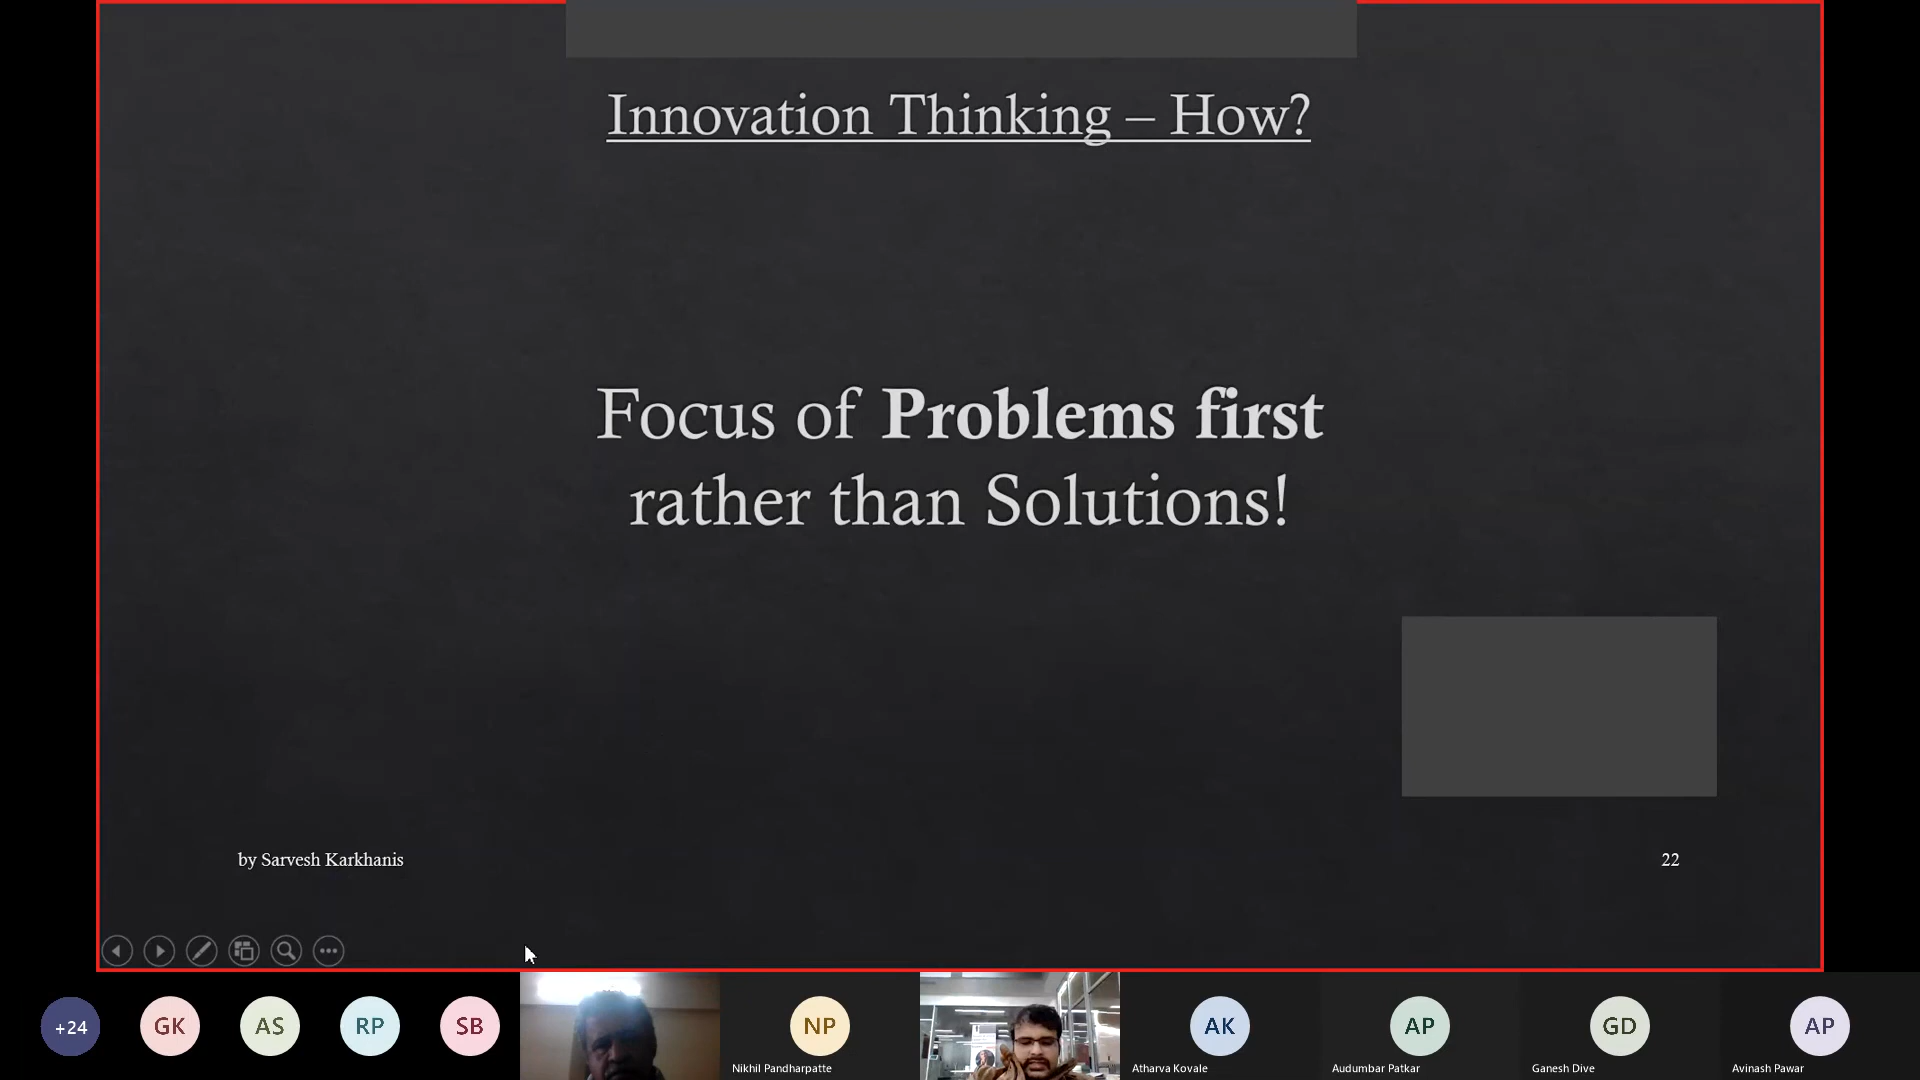 Innovation Thinking – How?
Focus of Problems first
rather than Solutions!
by Sarvesh Karkhanis
22
+24
GK
AS
RP
SB
NP
Nikhil Pandharpatte
AK
Atharva Kovale
AP
Audumbar Patkar
GD
Ganesh Dive
AP
Avinash Pawar